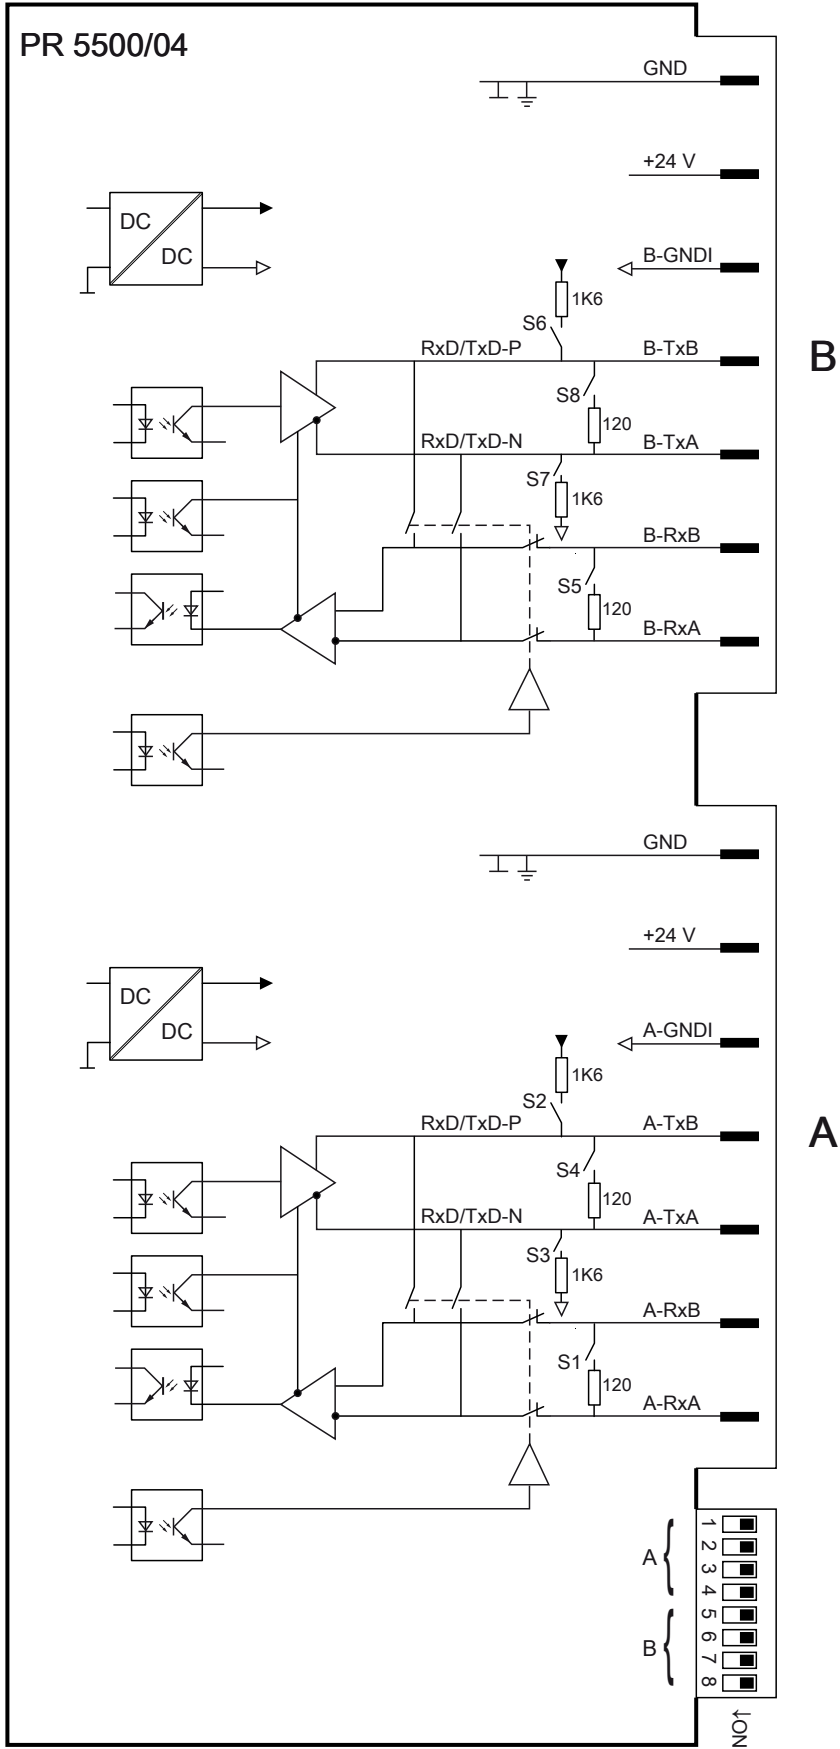 PR 5500/04
GND
+24 V
DC
DC
B-GNDI
1K6
S6
RxD/TxD-P
B-TxB
B
S8
120
RxD/TxD-N
B-TxA
S7
1K6
B-RxB
S5
120
B-RxA
GND
+24 V
DC
DC
A-GNDI
1K6
S2
RxD/TxD-P
A-TxB
A
S4
120
RxD/TxD-N
A-TxA
S3
1K6
A-RxB
S1
120
A-RxA
A
1
2
3
4
B
5
6
7
8
↑ON